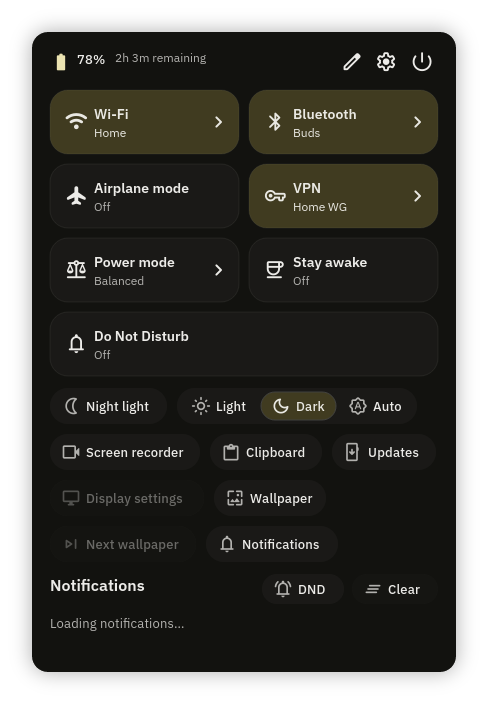 78% 2h 3m remaining
Wi-Fi
Home
Bluetooth
Buds
Airplane mode
Off
VPN
Home WG
Power mode
Balanced
Stay awake
Off
Do Not Disturb
Off
Night light Light Dark Auto
Screen recorder Clipboard Updates
Display settings Wallpaper
Next wallpaper Notifications
Notifications DND Clear
Loading notifications...